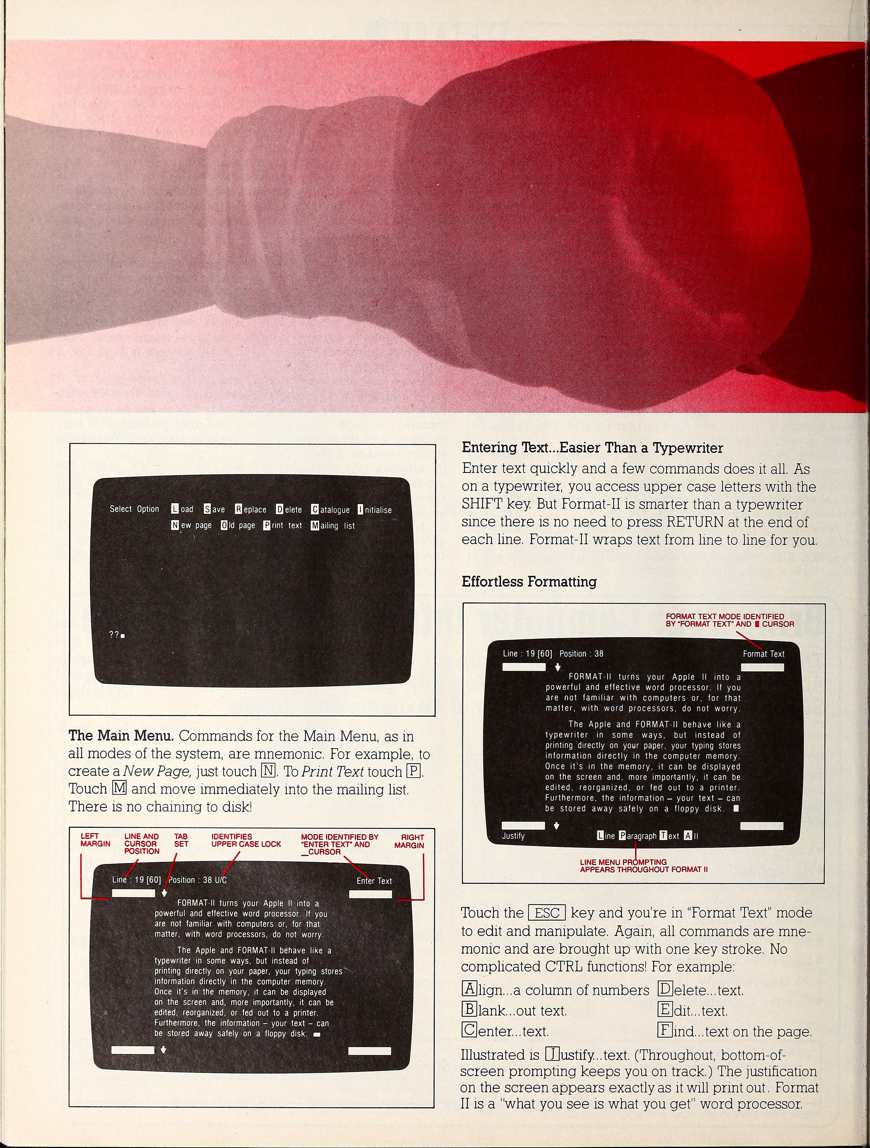 Select Option Load Save Replace Delete Catalogue Initialise
New page Old page Print text Mailing list
??
The Main Menu. Commands for the Main Menu, as in
all modes of the system, are mnemonic. For example, to
create a New Page, just touch N. To Print Text touch P.
Touch M and move immediately into the mailing list.
There is no chaining to disk!
LEFT
MARGIN
LINE AND
CURSOR
POSITION
TAB
SET
IDENTIFIES
UPPER CASE LOCK
MODE IDENTIFIED BY
"ENTER TEXT" AND
_CURSOR
RIGHT
MARGIN
Line : 19 [60] Position : 38 U/C Enter Text
FORMAT-II turns your Apple II into a
powerful and effective word processor. If you
are not familiar with computers or, for that
matter, with word processors, do not worry.
The Apple and FORMAT-II behave like a
typewriter in some ways, but instead of
printing directly on your paper, your typing stores
information directly in the computer memory.
Once it's in the memory, it can be displayed
on the screen and, more importantly, it can be
edited, reorganized, or fed out to a printer.
Furthermore, the information – your text – can
be stored away safely on a floppy disk.
Entering Text...Easier Than a Typewriter
Enter text quickly and a few commands does it all. As
on a typewriter, you access upper case letters with the
SHIFT key. But Format-II is smarter than a typewriter
since there is no need to press RETURN at the end of
each line. Format-II wraps text from line to line for you.
Effortless Formatting
FORMAT TEXT MODE IDENTIFIED
BY "FORMAT TEXT" AND CURSOR
Line : 19 [60] Position : 38 Format Text
FORMAT-II turns your Apple II into a
powerful and effective word processor. If you
are not familiar with computers or, for that
matter, with word processors, do not worry.
The Apple and FORMAT-II behave like a
typewriter in some ways, but instead of
printing directly on your paper, your typing stores
information directly in the computer memory.
Once it's in the memory, it can be displayed
on the screen and, more importantly, it can be
edited, reorganized, or fed out to a printer.
Furthermore, the information – your text – can
be stored away safely on a floppy disk.
Justify Line Paragraph Text All
LINE MENU PROMPTING
APPEARS THROUGHOUT FORMAT II
Touch the ESC key and you're in "Format Text" mode
to edit and manipulate. Again, all commands are mne-
monic and are brought up with one key stroke. No
complicated CTRL functions! For example:
Align...a column of numbers Delete...text.
Blank...out text. Edit...text.
Center...text. Find...text on the page.
Illustrated is Justify...text. (Throughout, bottom-of-
screen prompting keeps you on track.) The justification
on the screen appears exactly as it will print out. Format
II is a "what you see is what you get" word processor.